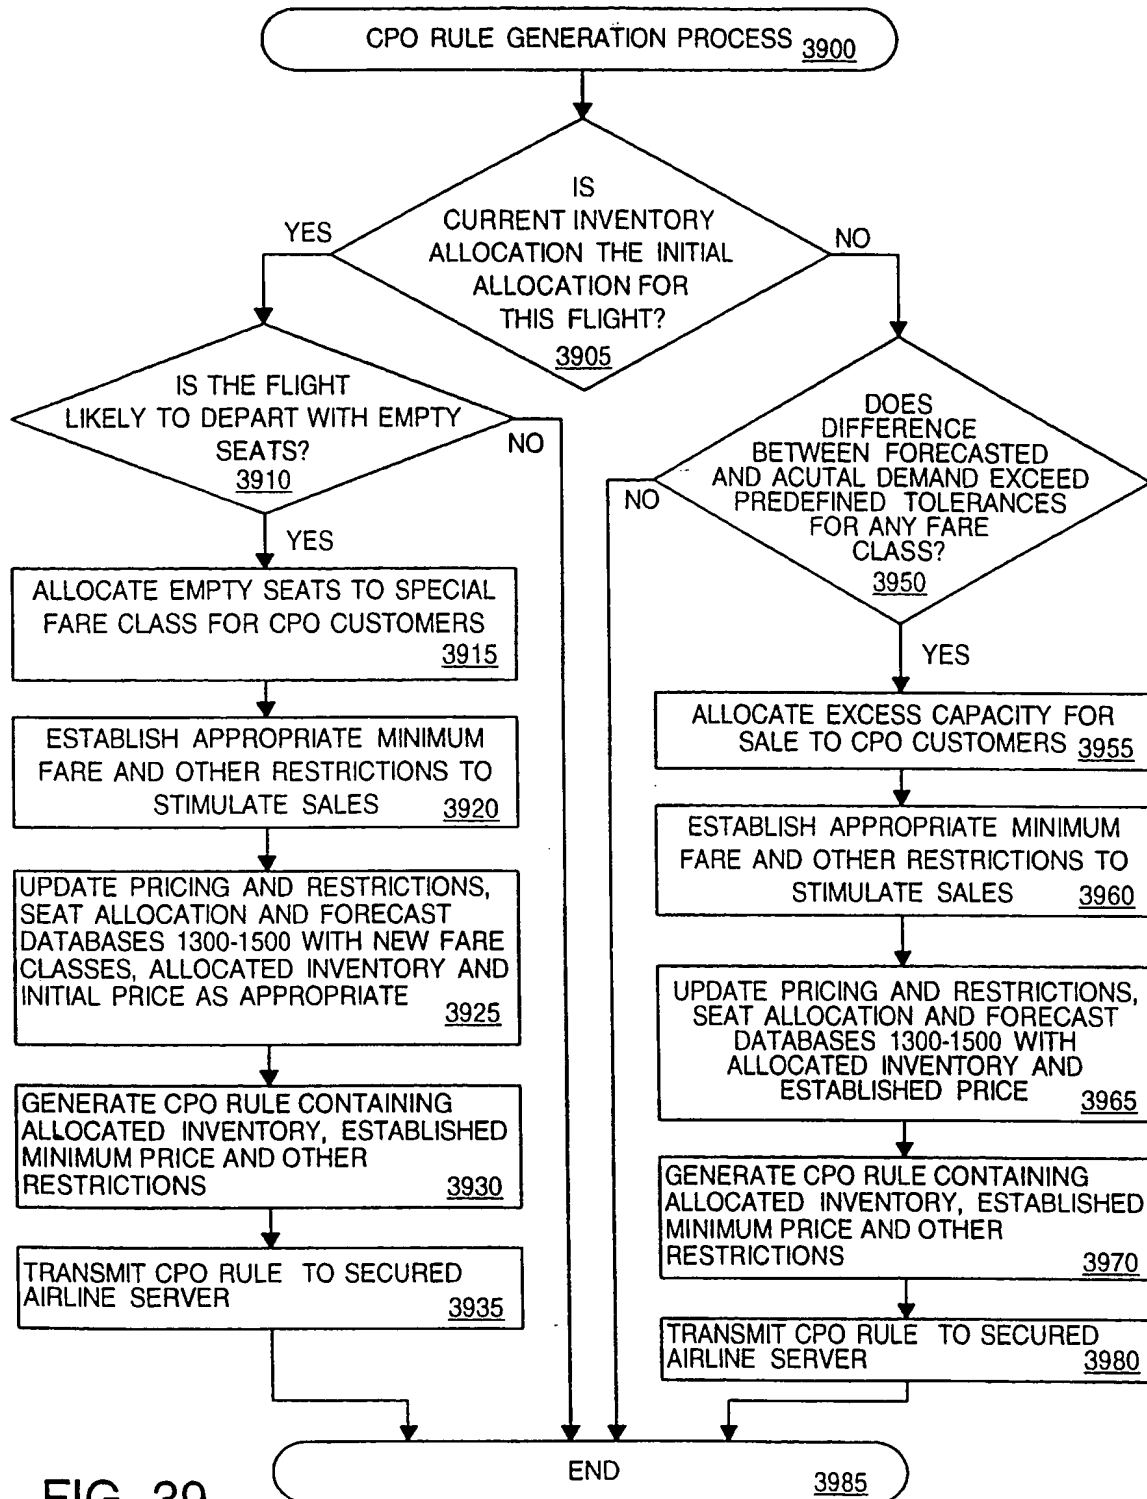 CPO RULE GENERATION PROCESS 3900
IS
CURRENT INVENTORY
ALLOCATION THE INITIAL
ALLOCATION FOR
THIS FLIGHT?
3905
YES
NO
IS THE FLIGHT
LIKELY TO DEPART WITH EMPTY
SEATS?
3910
NO
YES
ALLOCATE EMPTY SEATS TO SPECIAL
FARE CLASS FOR CPO CUSTOMERS
3915
ESTABLISH APPROPRIATE MINIMUM
FARE AND OTHER RESTRICTIONS TO
STIMULATE SALES 3920
UPDATE PRICING AND RESTRICTIONS,
SEAT ALLOCATION AND FORECAST
DATABASES 1300-1500 WITH NEW FARE
CLASSES, ALLOCATED INVENTORY AND
INITIAL PRICE AS APPROPRIATE
3925
GENERATE CPO RULE CONTAINING
ALLOCATED INVENTORY, ESTABLISHED
MINIMUM PRICE AND OTHER
RESTRICTIONS 3930
TRANSMIT CPO RULE TO SECURED
AIRLINE SERVER 3935
DOES
DIFFERENCE
BETWEEN FORECASTED
AND ACUTAL DEMAND EXCEED
PREDEFINED TOLERANCES
FOR ANY FARE
CLASS?
3950
NO
YES
ALLOCATE EXCESS CAPACITY FOR
SALE TO CPO CUSTOMERS 3955
ESTABLISH APPROPRIATE MINIMUM
FARE AND OTHER RESTRICTIONS TO
STIMULATE SALES 3960
UPDATE PRICING AND RESTRICTIONS,
SEAT ALLOCATION AND FORECAST
DATABASES 1300-1500 WITH
ALLOCATED INVENTORY AND
ESTABLISHED PRICE 3965
GENERATE CPO RULE CONTAINING
ALLOCATED INVENTORY, ESTABLISHED
MINIMUM PRICE AND OTHER
RESTRICTIONS 3970
TRANSMIT CPO RULE TO SECURED
AIRLINE SERVER 3980
END 3985
FIG. 39